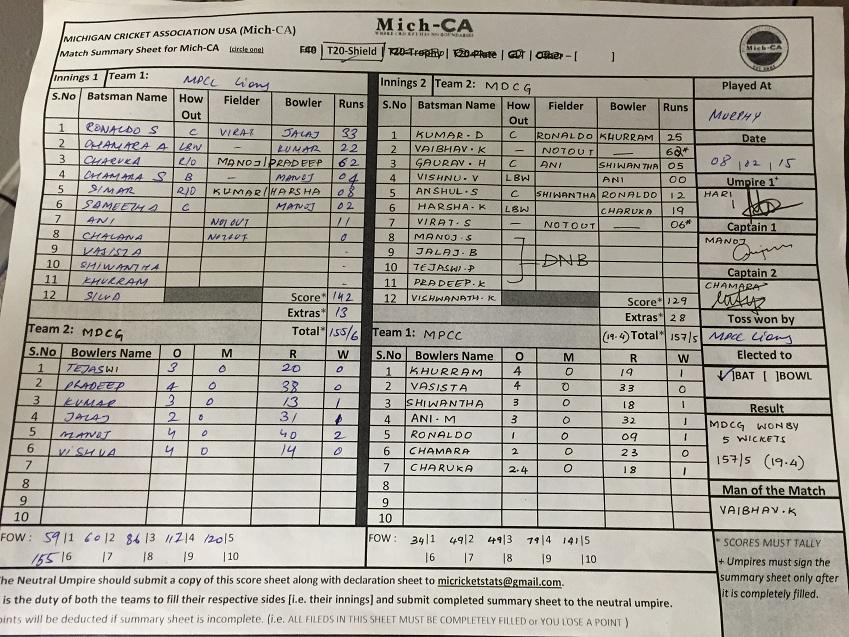 MICHIGAN CRICKET ASSOCIATION USA (Mich-CA)
Mich-CA
Mich-CA
Match Summary Sheet for Mich-CA (circle one) F40 | T20-Shield | T20-Trophy | T20-Plate | GUT | Other – [ ]
Innings 1 Team 1: MPCL Lions
S.No Batsman Name How Out Fielder Bowler Runs
1 RONALDO S C VIRAT JALAJ 33
2 CHAMARA A LBW - KUMAR 22
3 CHARUKA R/O MANOJ/PRADEEP 62
4 CHAMARA S B - MANOJ 04
5 SIMAR R/O KUMAR/HARSHA 08
6 SAMEETH A C MANOJ 02
7 ANI NOT OUT 11
8 CHALANA NOTOUT 0
9 VASISTA -
10 SHIWANTHA -
11 KHURRAM -
12 SILVA Score* 142
Extras* 13
Total* 155/6
Innings 2 Team 2: MDCG
S.No Batsman Name How Out Fielder Bowler Runs
1 KUMAR-D C RONALDO KHURRAM 25
2 VAIBHAV.K — NOTOUT — 62*
3 GAURAV.H C ANI SHIWANTHA 05
4 VISHNU.V LBW ANI 00
5 ANSHUL.S C SHIWANTHA RONALDO 12
6 HARSHA.K LBW CHARUKA 19
7 VIRAT.S — NOTOUT — 06*
8 MANOJ.S
9 JALAJ.B DNB
10 TEJASWI.P
11 PRADEEP.K
12 VISHWANATH.K Score* 129
Extras* 28
(19.4) Total* 157/5
Team 2: MDCG
S.No Bowlers Name O M R W
1 TEJASWI 3 0 20 0
2 PRADEEP 4 0 38 0
3 KUMAR 3 0 13 1
4 JALAJ 2 0 31
5 MANOJ 4 0 40 2
6 VISHVA 4 0 14 0
7
8
9
10
Team 1: MPCC
S.No Bowlers Name O M R W
1 KHURRAM 4 0 19 1
2 VASISTA 4 0 33 0
3 SHIWANTHA 3 0 18 1
4 ANI-M 3 0 32 1
5 RONALDO 1 0 09 1
6 CHAMARA 2 0 23 0
7 CHARUKA 2.4 0 18 1
8
9
10
FOW: 59|1 60|2 86|3 112|4 120|5
155|6 |7 |8 |9 |10
FOW: 34|1 49|2 49|3 79|4 141|5
|6 |7 |8 |9 |10
Played At
MURPHY
Date
08/02/15
Umpire 1*
HARI
Captain 1
MANOJ
Captain 2
CHAMARA
Toss won by
MPCL Lions
Elected to
[✓]BAT [ ]BOWL
Result
MDCG WON BY
5 WICKETS
157/5 (19.4)
Man of the Match
VAIBHAV.K
* SCORES MUST TALLY
+ Umpires must sign the
summary sheet only after
it is completely filled.
he Neutral Umpire should submit a copy of this score sheet along with declaration sheet to micricketstats@gmail.com.
is the duty of both the teams to fill their respective sides [i.e. their innings] and submit completed summary sheet to the neutral umpire.
ints will be deducted if summary sheet is incomplete. (i.e. ALL FILEDS IN THIS SHEET MUST BE COMPLETELY FILLED or YOU LOSE A POINT )